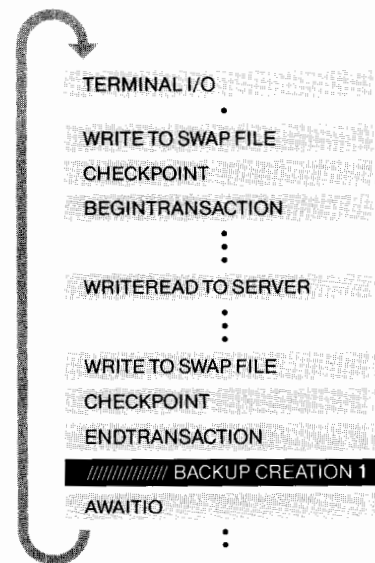 TERMINAL I/O
WRITE TO SWAP FILE
CHECKPOINT
BEGINTRANSACTION
WRITEREAD TO SERVER
WRITE TO SWAP FILE
CHECKPOINT
ENDTRANSACTION
BACKUP CREATION 1
AWAITIO